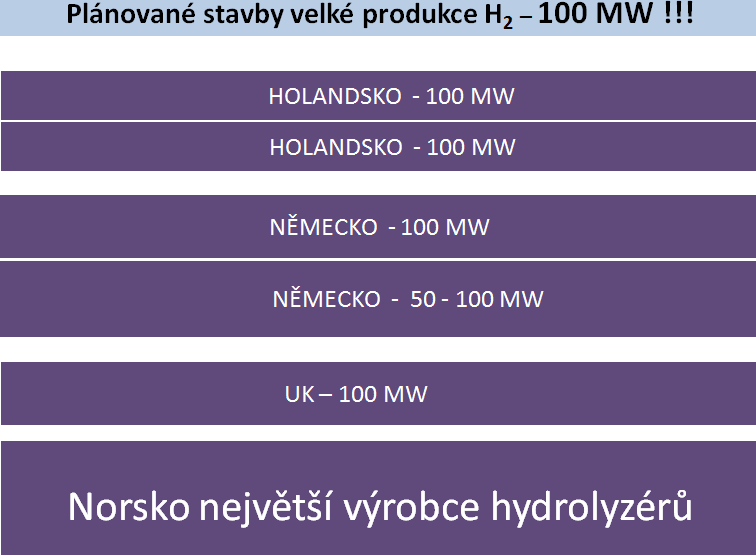 Plánované stavby velké produkce H₂ – 100 MW !!!
HOLANDSKO - 100 MW
HOLANDSKO - 100 MW
NĚMECKO - 100 MW
NĚMECKO - 50 - 100 MW
UK – 100 MW
Norsko největší výrobce hydrolyzérů